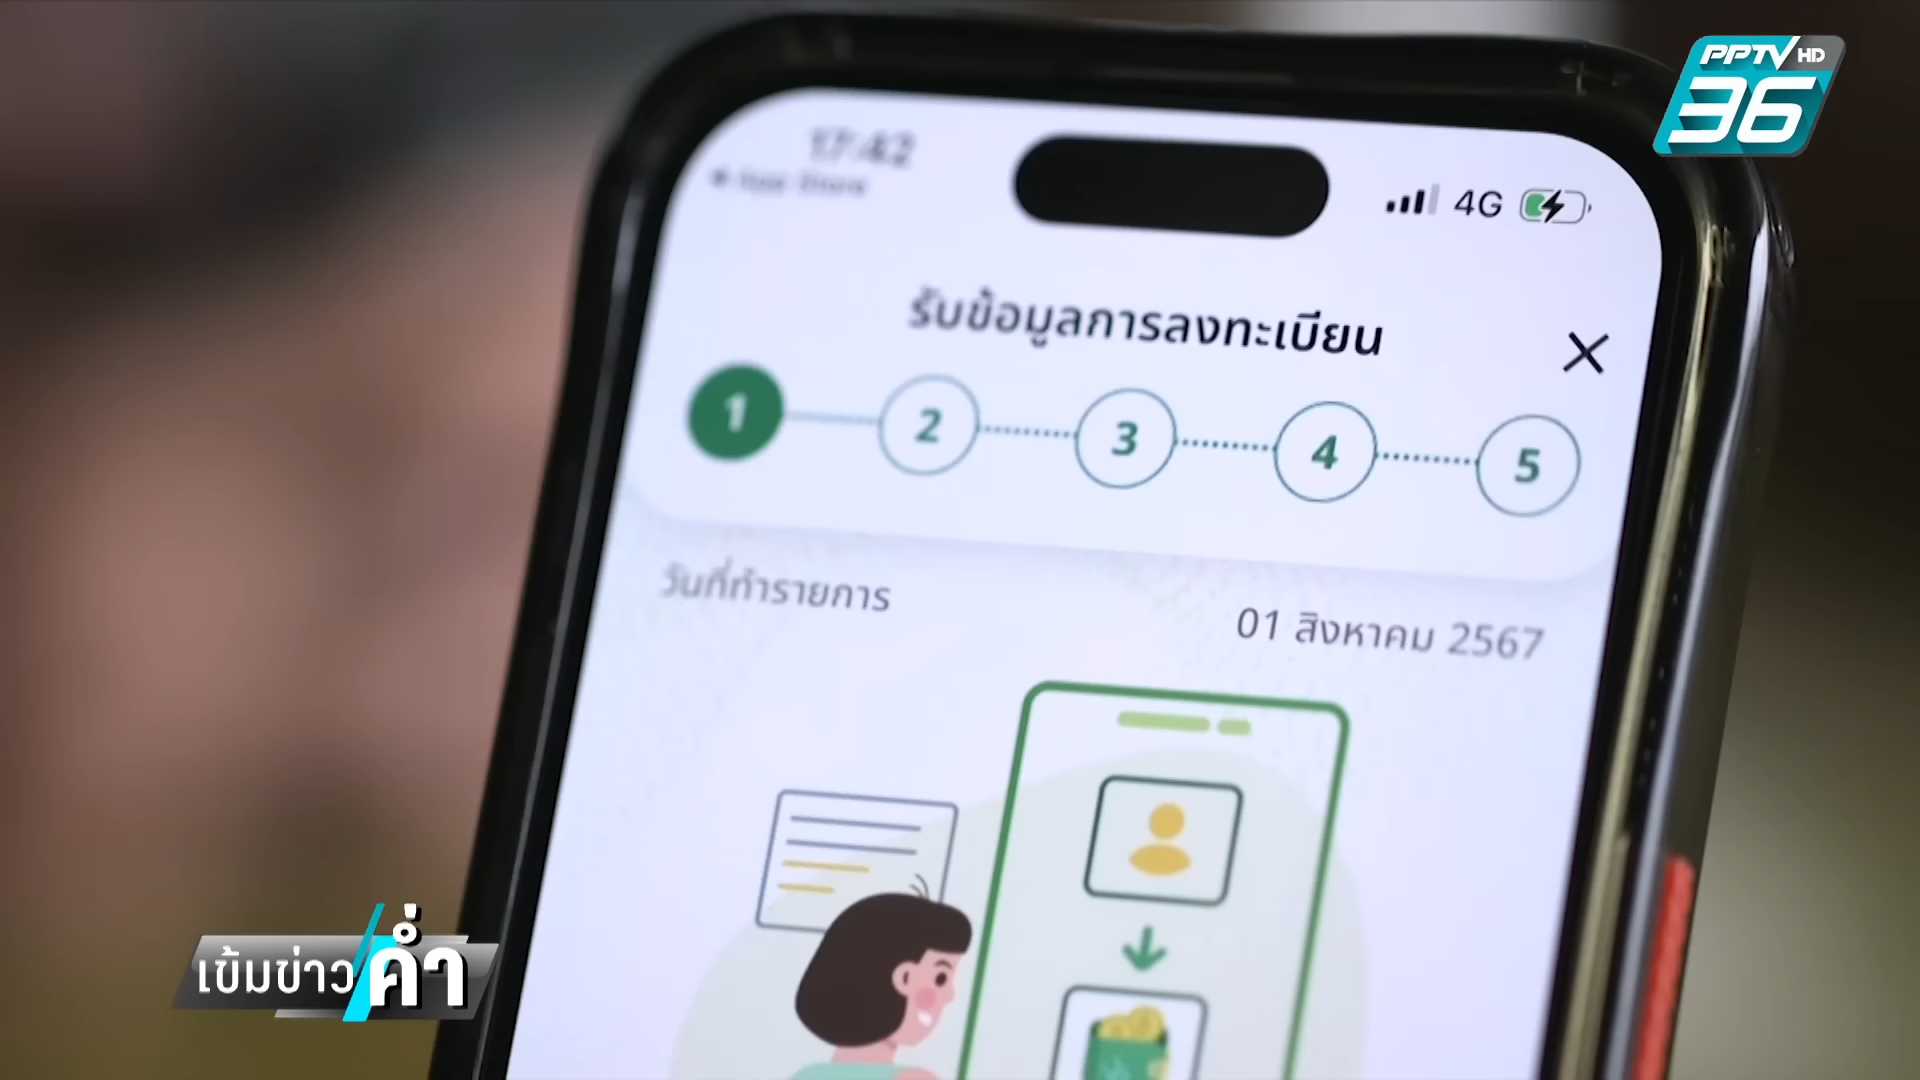 PPTV HD
36
17:42
App Store
4G
รับข้อมูลการลงทะเบียน
1 2 3 4 5
วันที่ทำรายการ
01 สิงหาคม 2567
เข้มข่าวค่ำ